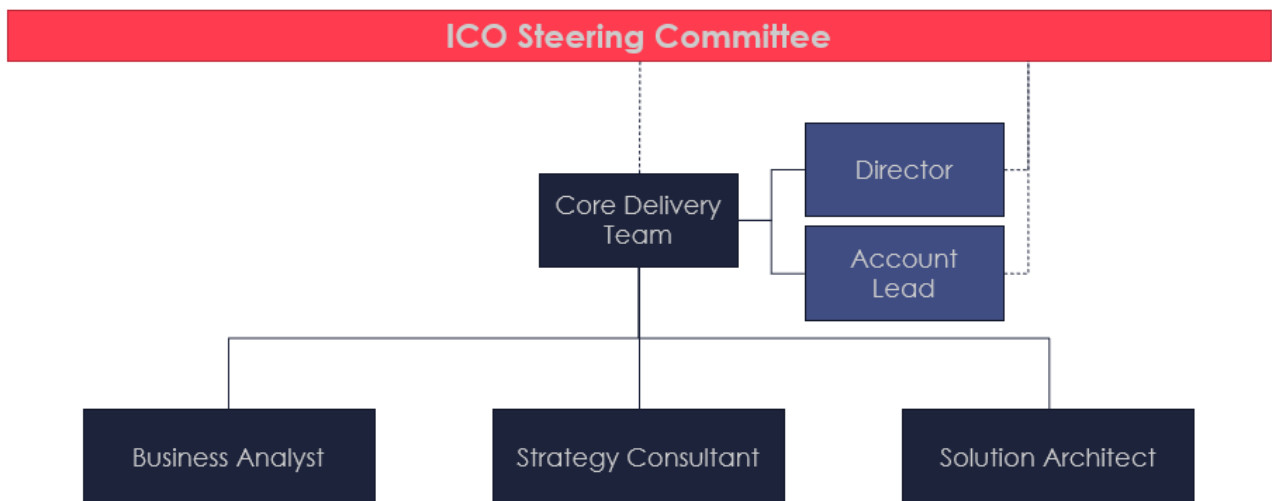 ICO Steering Committee
Director
Core Delivery
Team
Account
Lead
Business Analyst
Strategy Consultant
Solution Architect